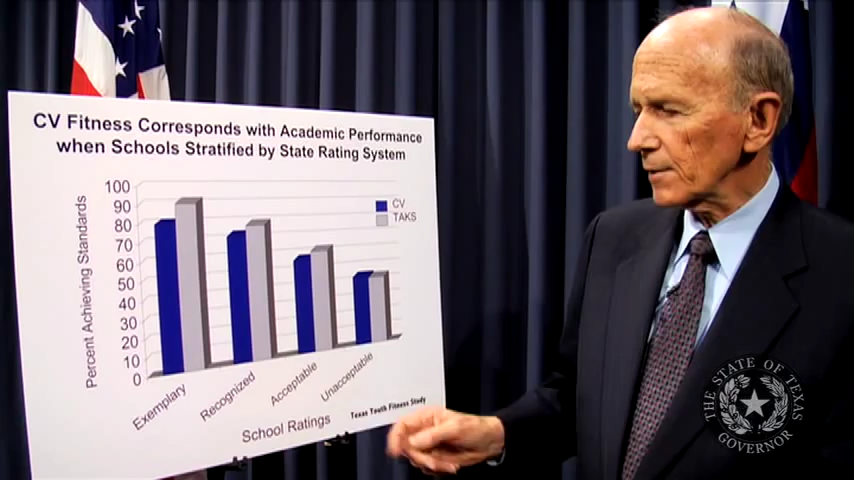 CV Fitness Corresponds with Academic Performance
when Schools Stratified by State Rating System
100
90
80
70
60
50
40
30
20
10
0
Percent Achieving Standards
CV
TAKS
Exemplary
Recognized
Acceptable
Unacceptable
School Ratings
Texas Youth Fitness Study
THE STATE OF TEXAS
GOVERNOR